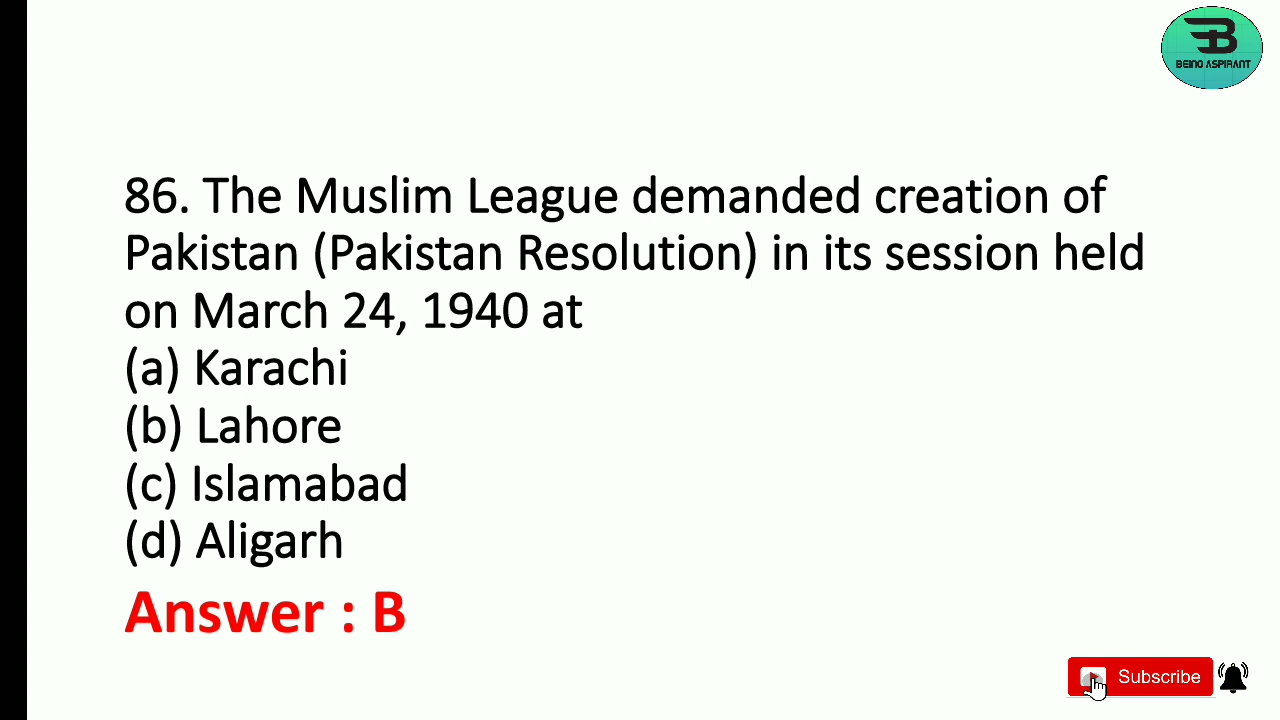 BEING ASPIRANT
86. The Muslim League demanded creation of
Pakistan (Pakistan Resolution) in its session held
on March 24, 1940 at
(a) Karachi
(b) Lahore
(c) Islamabad
(d) Aligarh
Answer : B
Subscribe